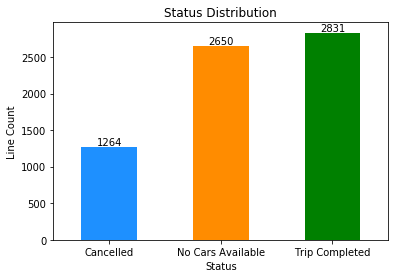 Status Distribution
Line Count
2500
2000
1500
1000
500
0
1264
2650
2831
Cancelled
No Cars Available
Trip Completed
Status